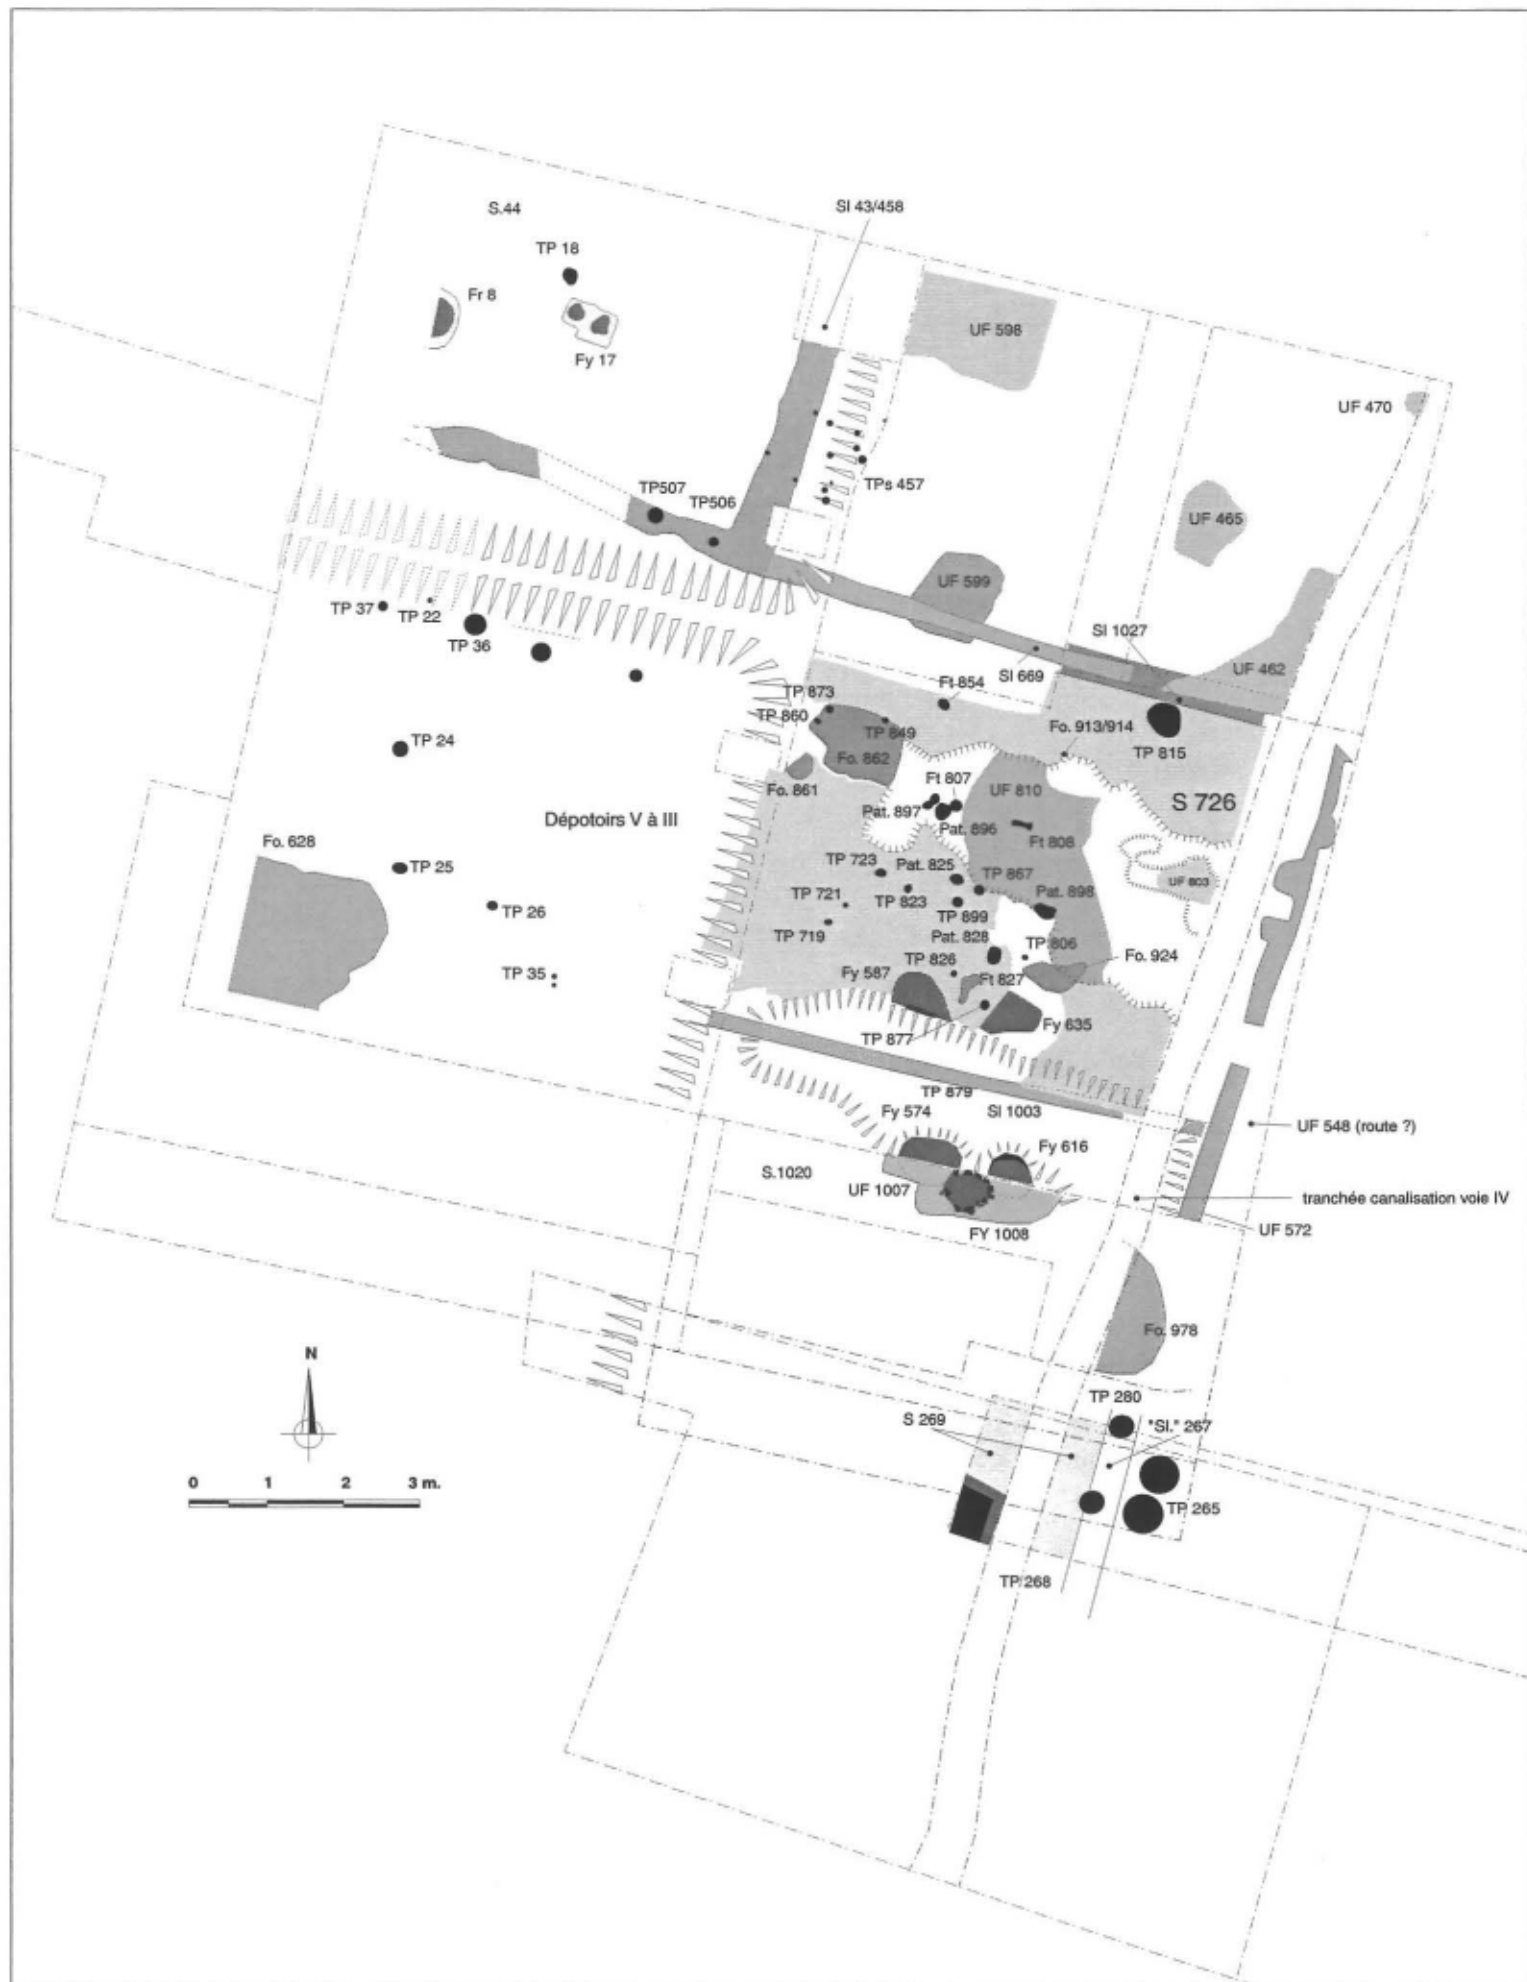 S.44
SI 43/458
TP 18
Fr 8
UF 598
Fy 17
UF 470
TPs 457
TP507
TP506
UF 465
UF 599
TP 37
TP 22
TP 36
SI 1027
SI 669
UF 462
Ft 854
TP 873
TP 860
TP 849
Fo. 913/914
TP 24
TP 815
Fo. 862
Ft 807
UF 810
Fo. 861
S 726
Pat. 897
Pat. 896
Dépotoirs V à III
Ft 808
Fo. 628
TP 25
TP 723
Pat. 825
TP 867
UF 803
TP 26
TP 721
TP 823
Pat. 898
TP 899
TP 719
Pat. 828
TP 806
TP 35
TP 826
Fo. 924
Fy 587
Ft 827
Fy 635
TP 877
TP 879
SI 1003
Fy 574
UF 548 (route ?)
Fy 616
S.1020
UF 1007
tranchée canalisation voie IV
FY 1008
UF 572
Fo. 978
N
TP 280
S 269
"SI." 267
0 1 2 3 m.
TP 265
TP 268